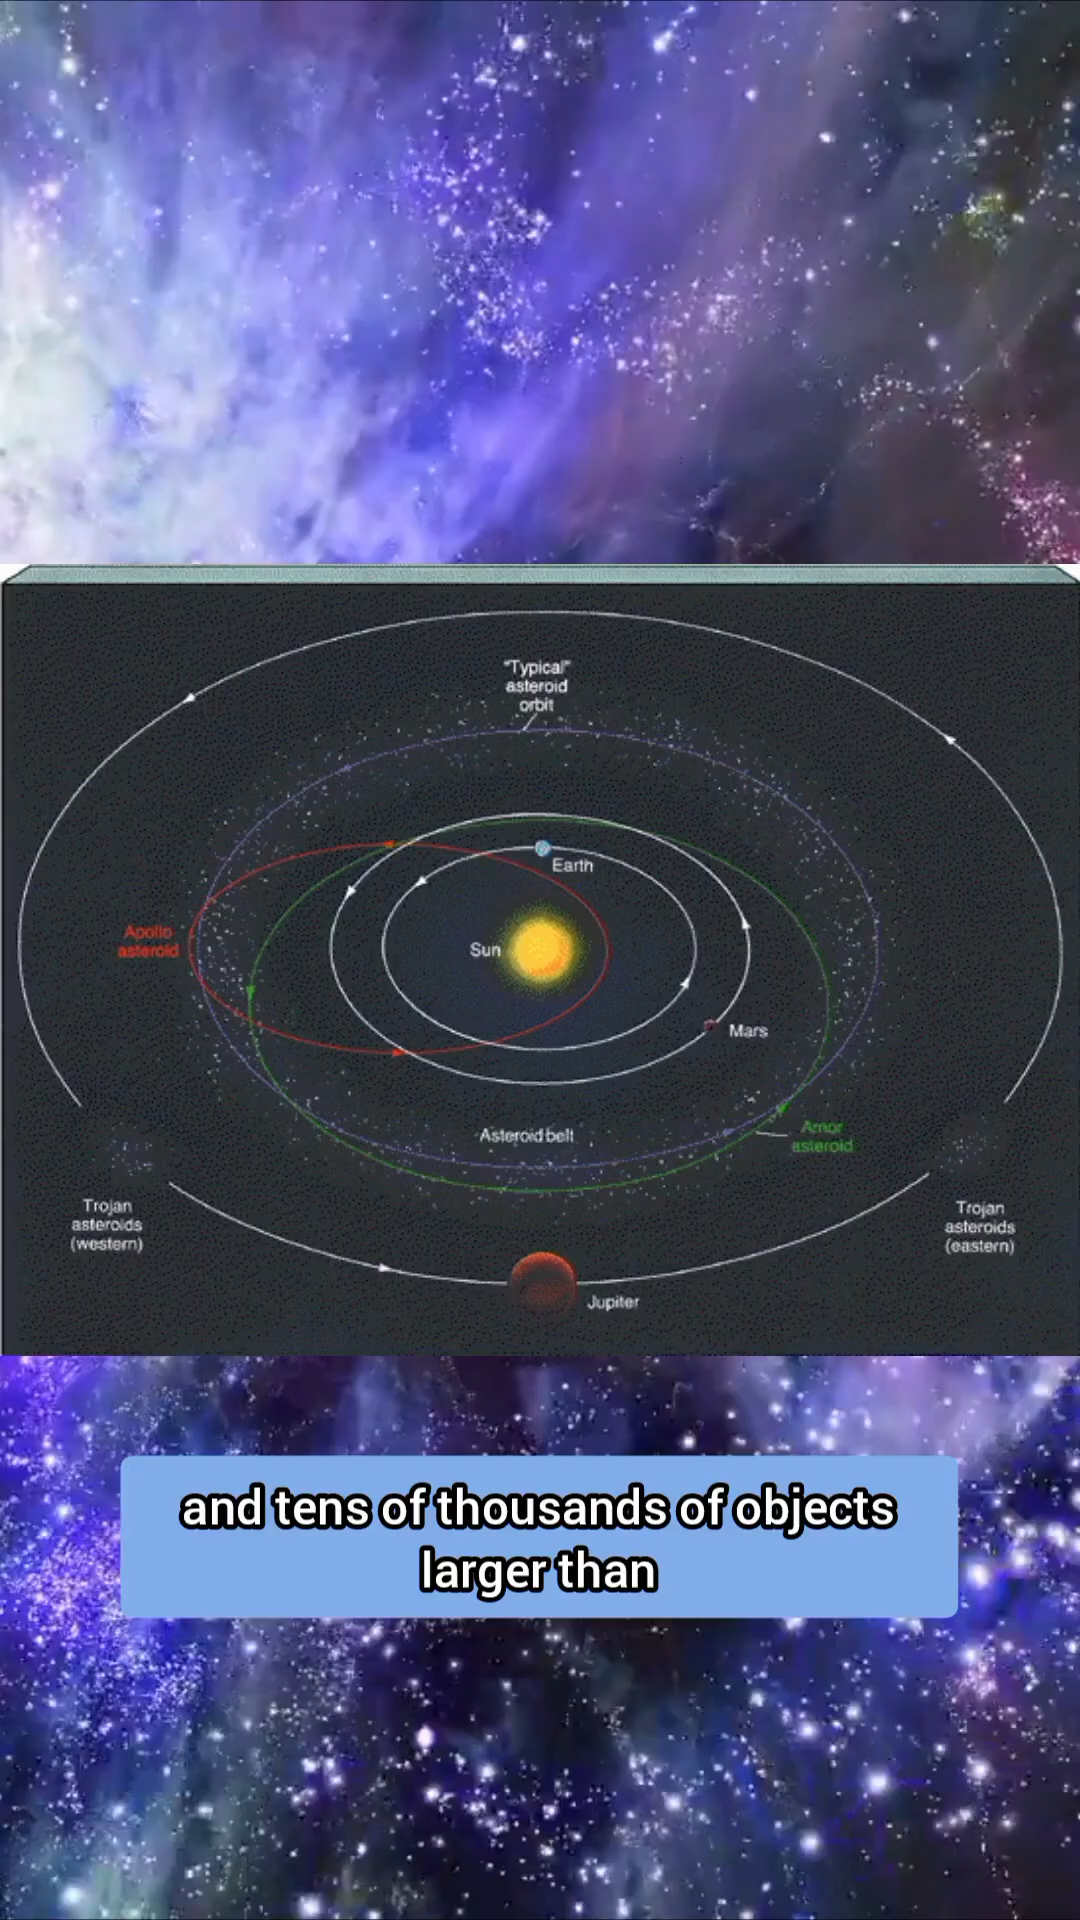 "Typical"
asteroid
orbit
Earth
Apollo
asteroid
Sun
Mars
Asteroid belt
Amor
asteroid
Trojan
asteroids
(western)
Trojan
asteroids
(eastern)
Jupiter
and tens of thousands of objects
larger than